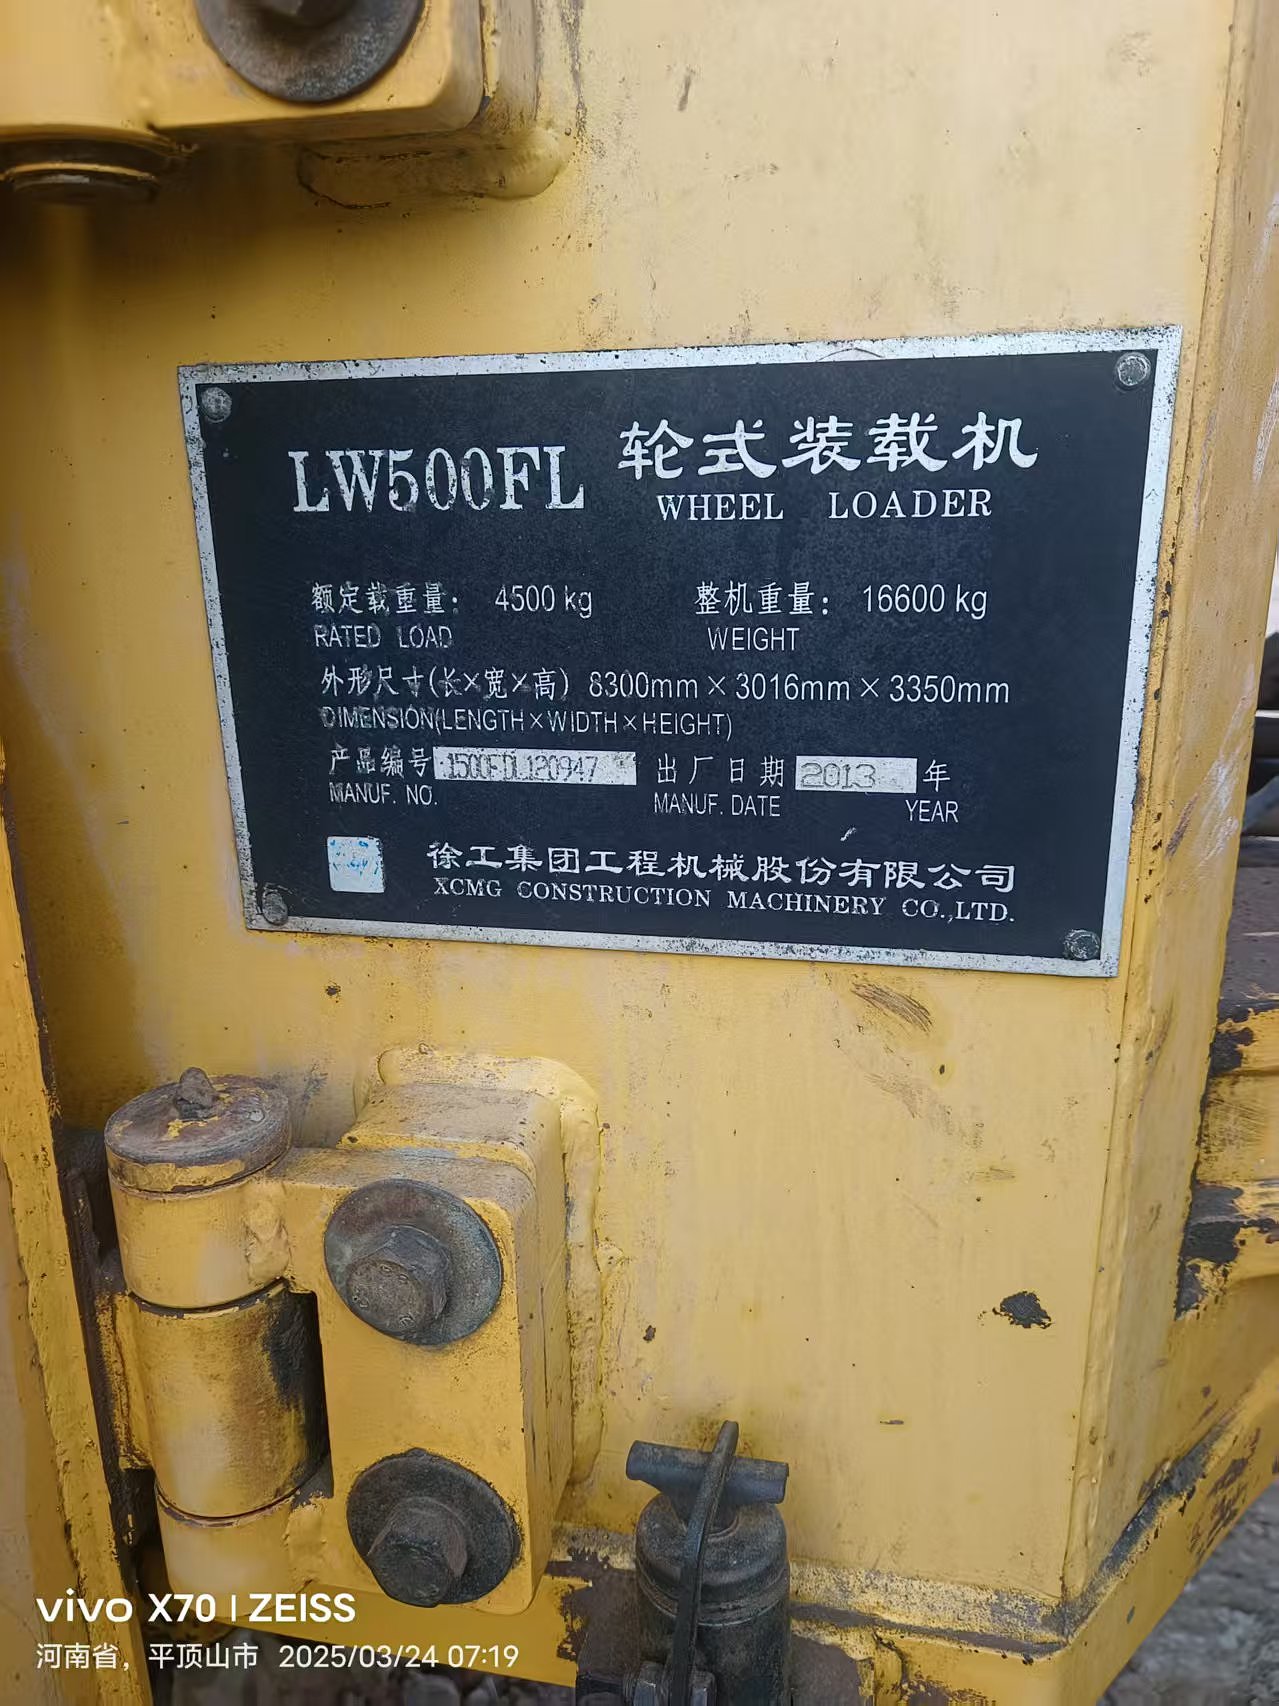 LW500FL 轮式装载机
WHEEL LOADER
额定载重量： 4500 kg 整机重量： 16600 kg
RATED LOAD WEIGHT
外形尺寸(长×宽×高) 8300mm×3016mm×3350mm
DIMENSION(LENGTH×WIDTH×HEIGHT)
产品编号 出厂日期 2013 年
MANUF. NO. MANUF. DATE YEAR
徐工集团工程机械股份有限公司
XCMG CONSTRUCTION MACHINERY CO.,LTD.
vivo X70 | ZEISS
河南省，平顶山市 2025/03/24 07:19